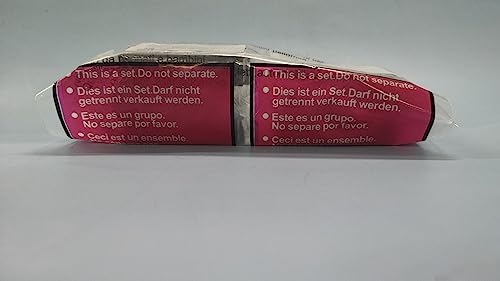 ● This is a set.Do not separate.
● Dies ist ein Set.Darf nicht
getrennt verkauft werden.
● Este es un grupo.
No separe por favor.
● Ceci est un ensemble.
● This is a set.Do not separate.
● Dies ist ein Set.Darf nicht
getrennt verkauft werden.
● Este es un grupo.
No separe por favor.
● Ceci est un ensemble.